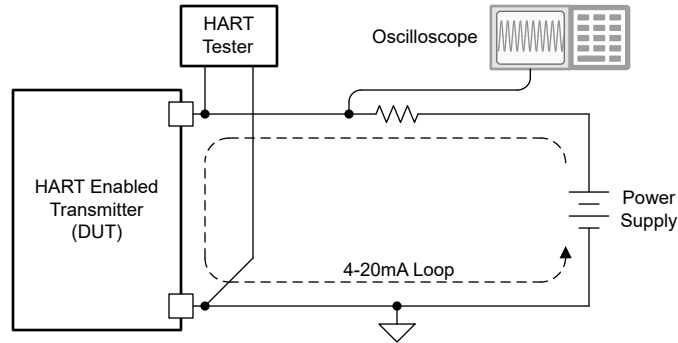 HART
Tester
Oscilloscope
HART Enabled
Transmitter
(DUT)
Power
Supply
4-20mA Loop